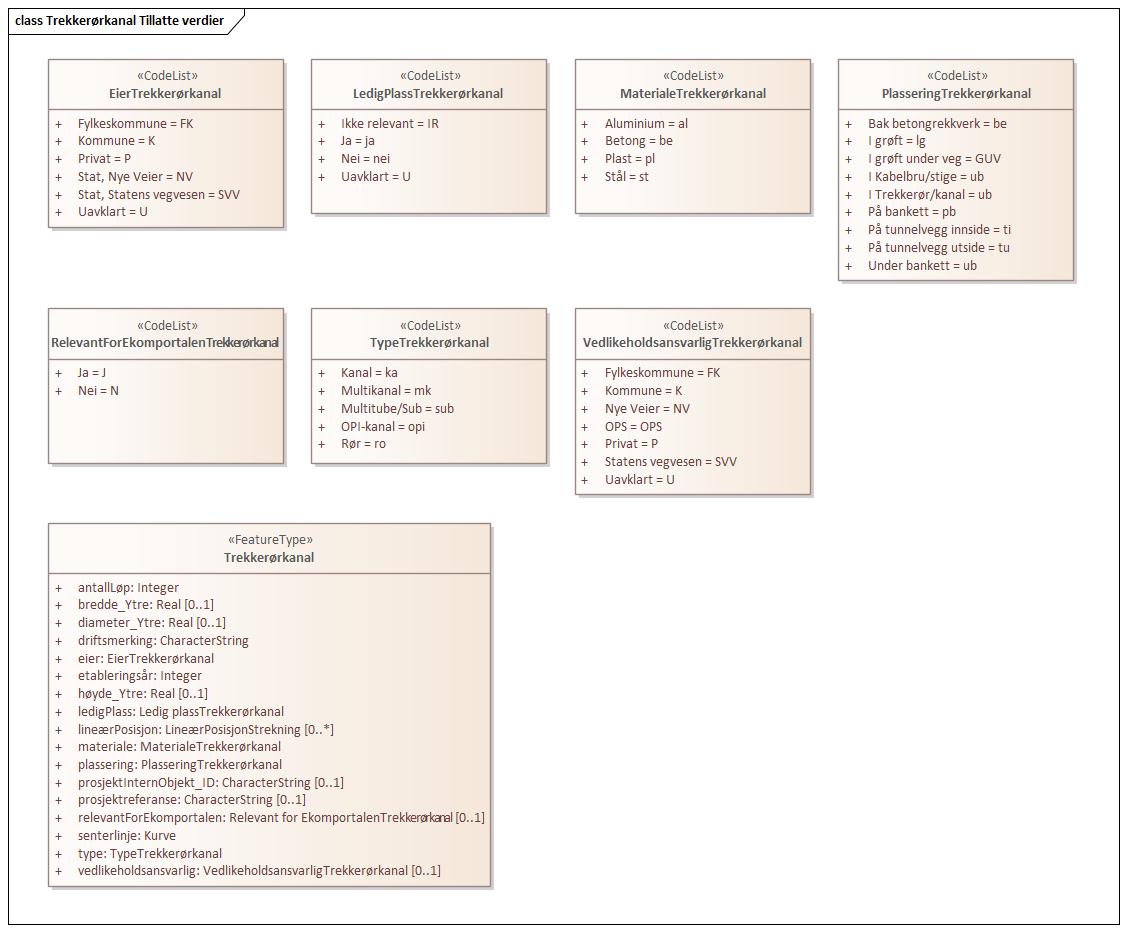 class Trekkerørkanal Tillatte verdier
«CodeList»
EierTrekkerørkanal
+ Fylkeskommune = FK
+ Kommune = K
+ Privat = P
+ Stat, Nye Veier = NV
+ Stat, Statens vegvesen = SVV
+ Uavklart = U
«CodeList»
LedigPlassTrekkerørkanal
+ Ikke relevant = IR
+ Ja = ja
+ Nei = nei
+ Uavklart = U
«CodeList»
MaterialeTrekkerørkanal
+ Aluminium = al
+ Betong = be
+ Plast = pl
+ Stål = st
«CodeList»
PlasseringTrekkerørkanal
+ Bak betongrekkverk = be
+ I grøft = lg
+ I grøft under veg = GUV
+ I Kabelbru/stige = ub
+ I Trekkerør/kanal = ub
+ På bankett = pb
+ På tunnelvegg innside = ti
+ På tunnelvegg utside = tu
+ Under bankett = ub
«CodeList»
RelevantForEkomportalenTrekkerørkanal
+ Ja = J
+ Nei = N
«CodeList»
TypeTrekkerørkanal
+ Kanal = ka
+ Multikanal = mk
+ Multitube/Sub = sub
+ OPI-kanal = opi
+ Rør = ro
«CodeList»
VedlikeholdsansvarligTrekkerørkanal
+ Fylkeskommune = FK
+ Kommune = K
+ Nye Veier = NV
+ OPS = OPS
+ Privat = P
+ Statens vegvesen = SVV
+ Uavklart = U
«FeatureType»
Trekkerørkanal
+ antallLøp: Integer
+ bredde_Ytre: Real [0..1]
+ diameter_Ytre: Real [0..1]
+ driftsmerking: CharacterString
+ eier: EierTrekkerørkanal
+ etableringsår: Integer
+ høyde_Ytre: Real [0..1]
+ ledigPlass: Ledig plassTrekkerørkanal
+ lineærPosisjon: LineærPosisjonStrekning [0..*]
+ materiale: MaterialeTrekkerørkanal
+ plassering: PlasseringTrekkerørkanal
+ prosjektInternObjekt_ID: CharacterString [0..1]
+ prosjektreferanse: CharacterString [0..1]
+ relevantForEkomportalen: Relevant for EkomportalenTrekkerørkanal [0..1]
+ senterlinje: Kurve
+ type: TypeTrekkerørkanal
+ vedlikeholdsansvarlig: VedlikeholdsansvarligTrekkerørkanal [0..1]